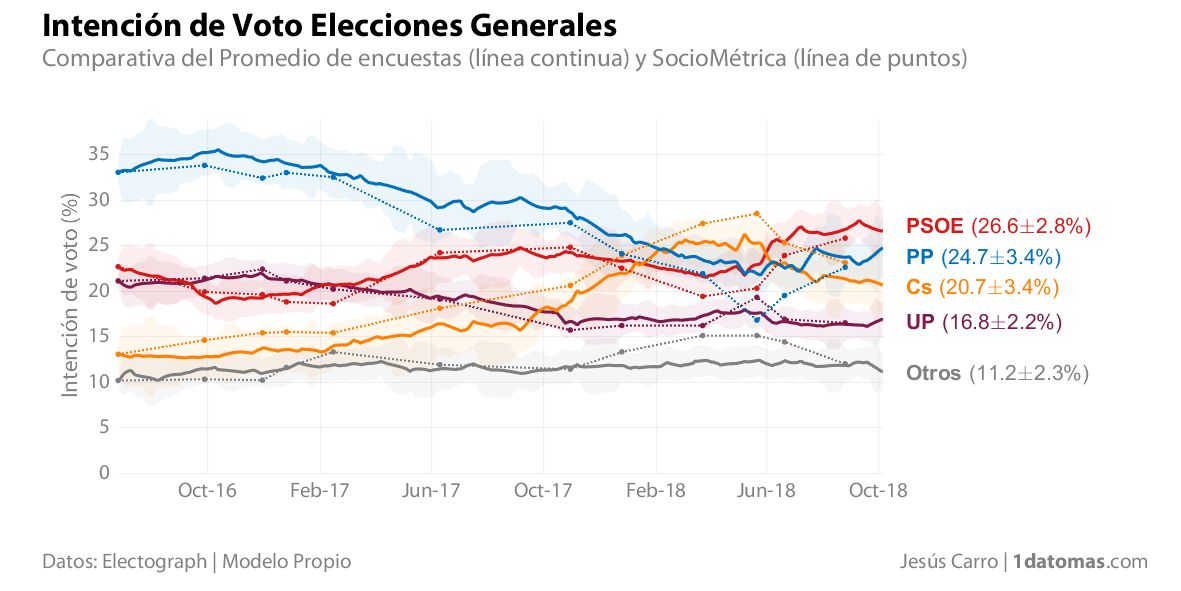 Intención de Voto Elecciones Generales
Comparativa del Promedio de encuestas (línea continua) y SocioMétrica (línea de puntos)
Intención de voto (%)
35
30
25
20
15
10
5
0
Oct-16 Feb-17 Jun-17 Oct-17 Feb-18 Jun-18 Oct-18
PSOE (26.6±2.8%)
PP (24.7±3.4%)
Cs (20.7±3.4%)
UP (16.8±2.2%)
Otros (11.2±2.3%)
Datos: Electograph | Modelo Propio
Jesús Carro | 1datomas.com